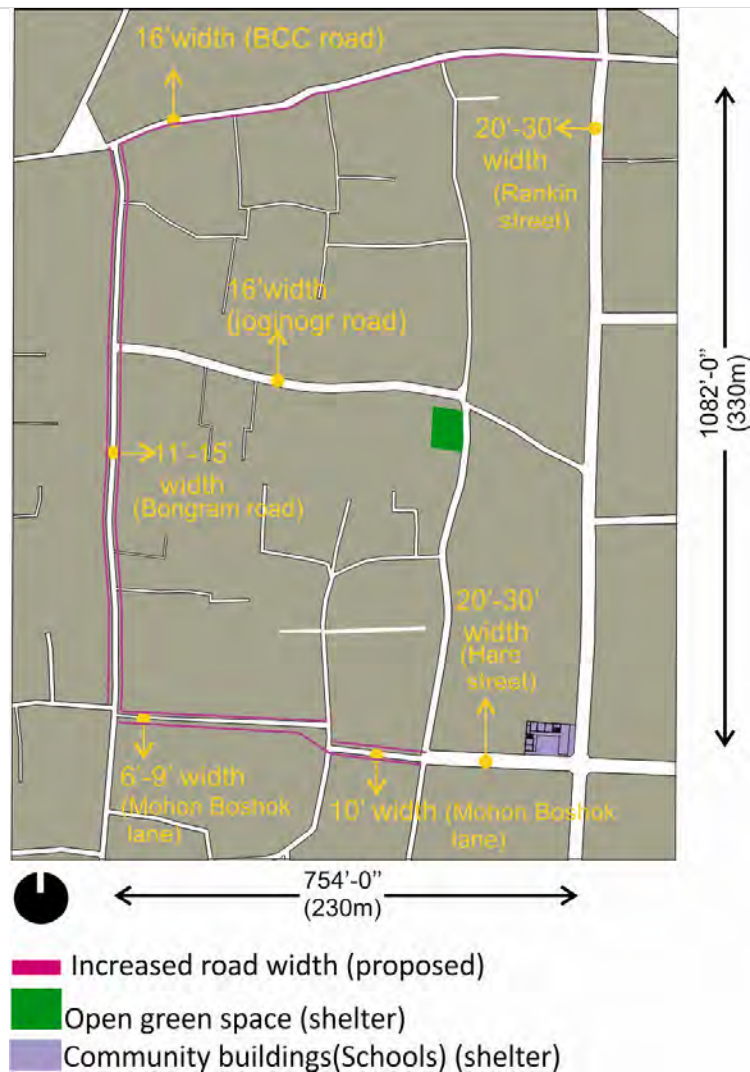 16'width (BCC road)
20'-30'
width
(Rankin
street)
16'width
(joginogr road)
1082'-0"
(330m)
11'-15'
width
(Bongram road)
20'-30'
width
(Hare
street)
6'-9' width
(Mohon Boshok
lane)
10' width (Mohon Boshok
lane)
754'-0"
(230m)
Increased road width (proposed)
Open green space (shelter)
Community buildings(Schools) (shelter)